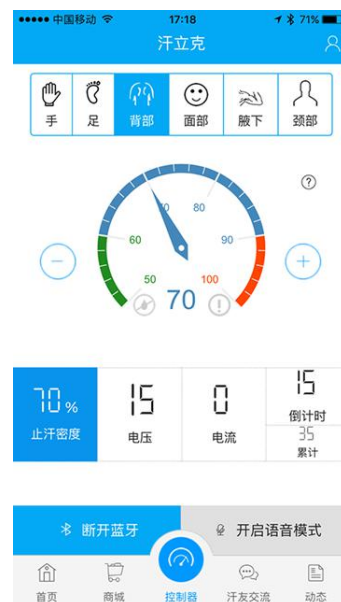 中国移动 17:18 71%
汗立克
手 足 背部 面部 腋下 颈部
70 80
60 90
50 100
70
70% 15 0 15
倒计时
止汗密度 电压 电流 35
累计
断开蓝牙 开启语音模式
首页 商城 控制器 汗友交流 动态